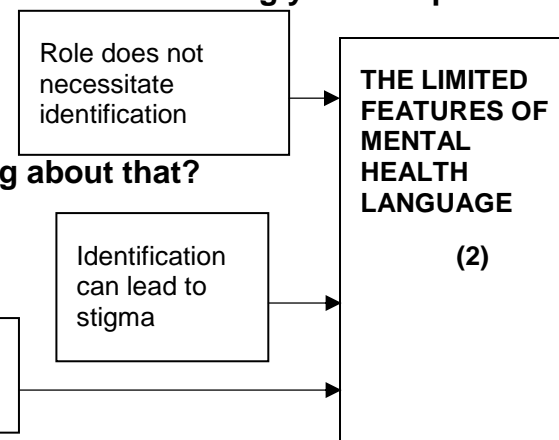 Role does not
necessitate
identification
g about that?
Identification
can lead to
stigma
THE LIMITED
FEATURES OF
MENTAL
HEALTH
LANGUAGE
(2)